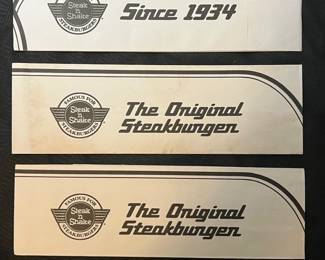 Steak
n
Shake
STEAKBURGERS
Since 1934
FAMOUS FOR
Steak
n
Shake
STEAKBURGERS
The Original
Steakburger
FAMOUS FOR
Steak
n
Shake
STEAKBURGERS
The Original
Steakburger